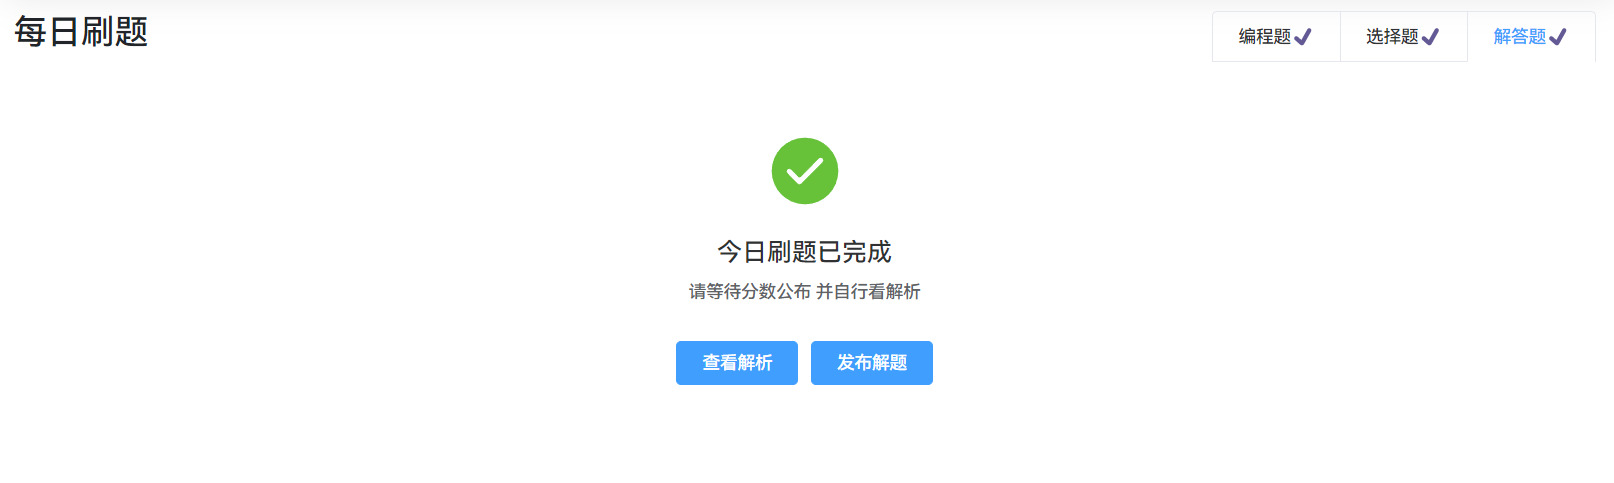 每日刷题
编程题✔ 选择题✔ 解答题✔
今日刷题已完成
请等待分数公布 并自行看解析
查看解析 发布解题